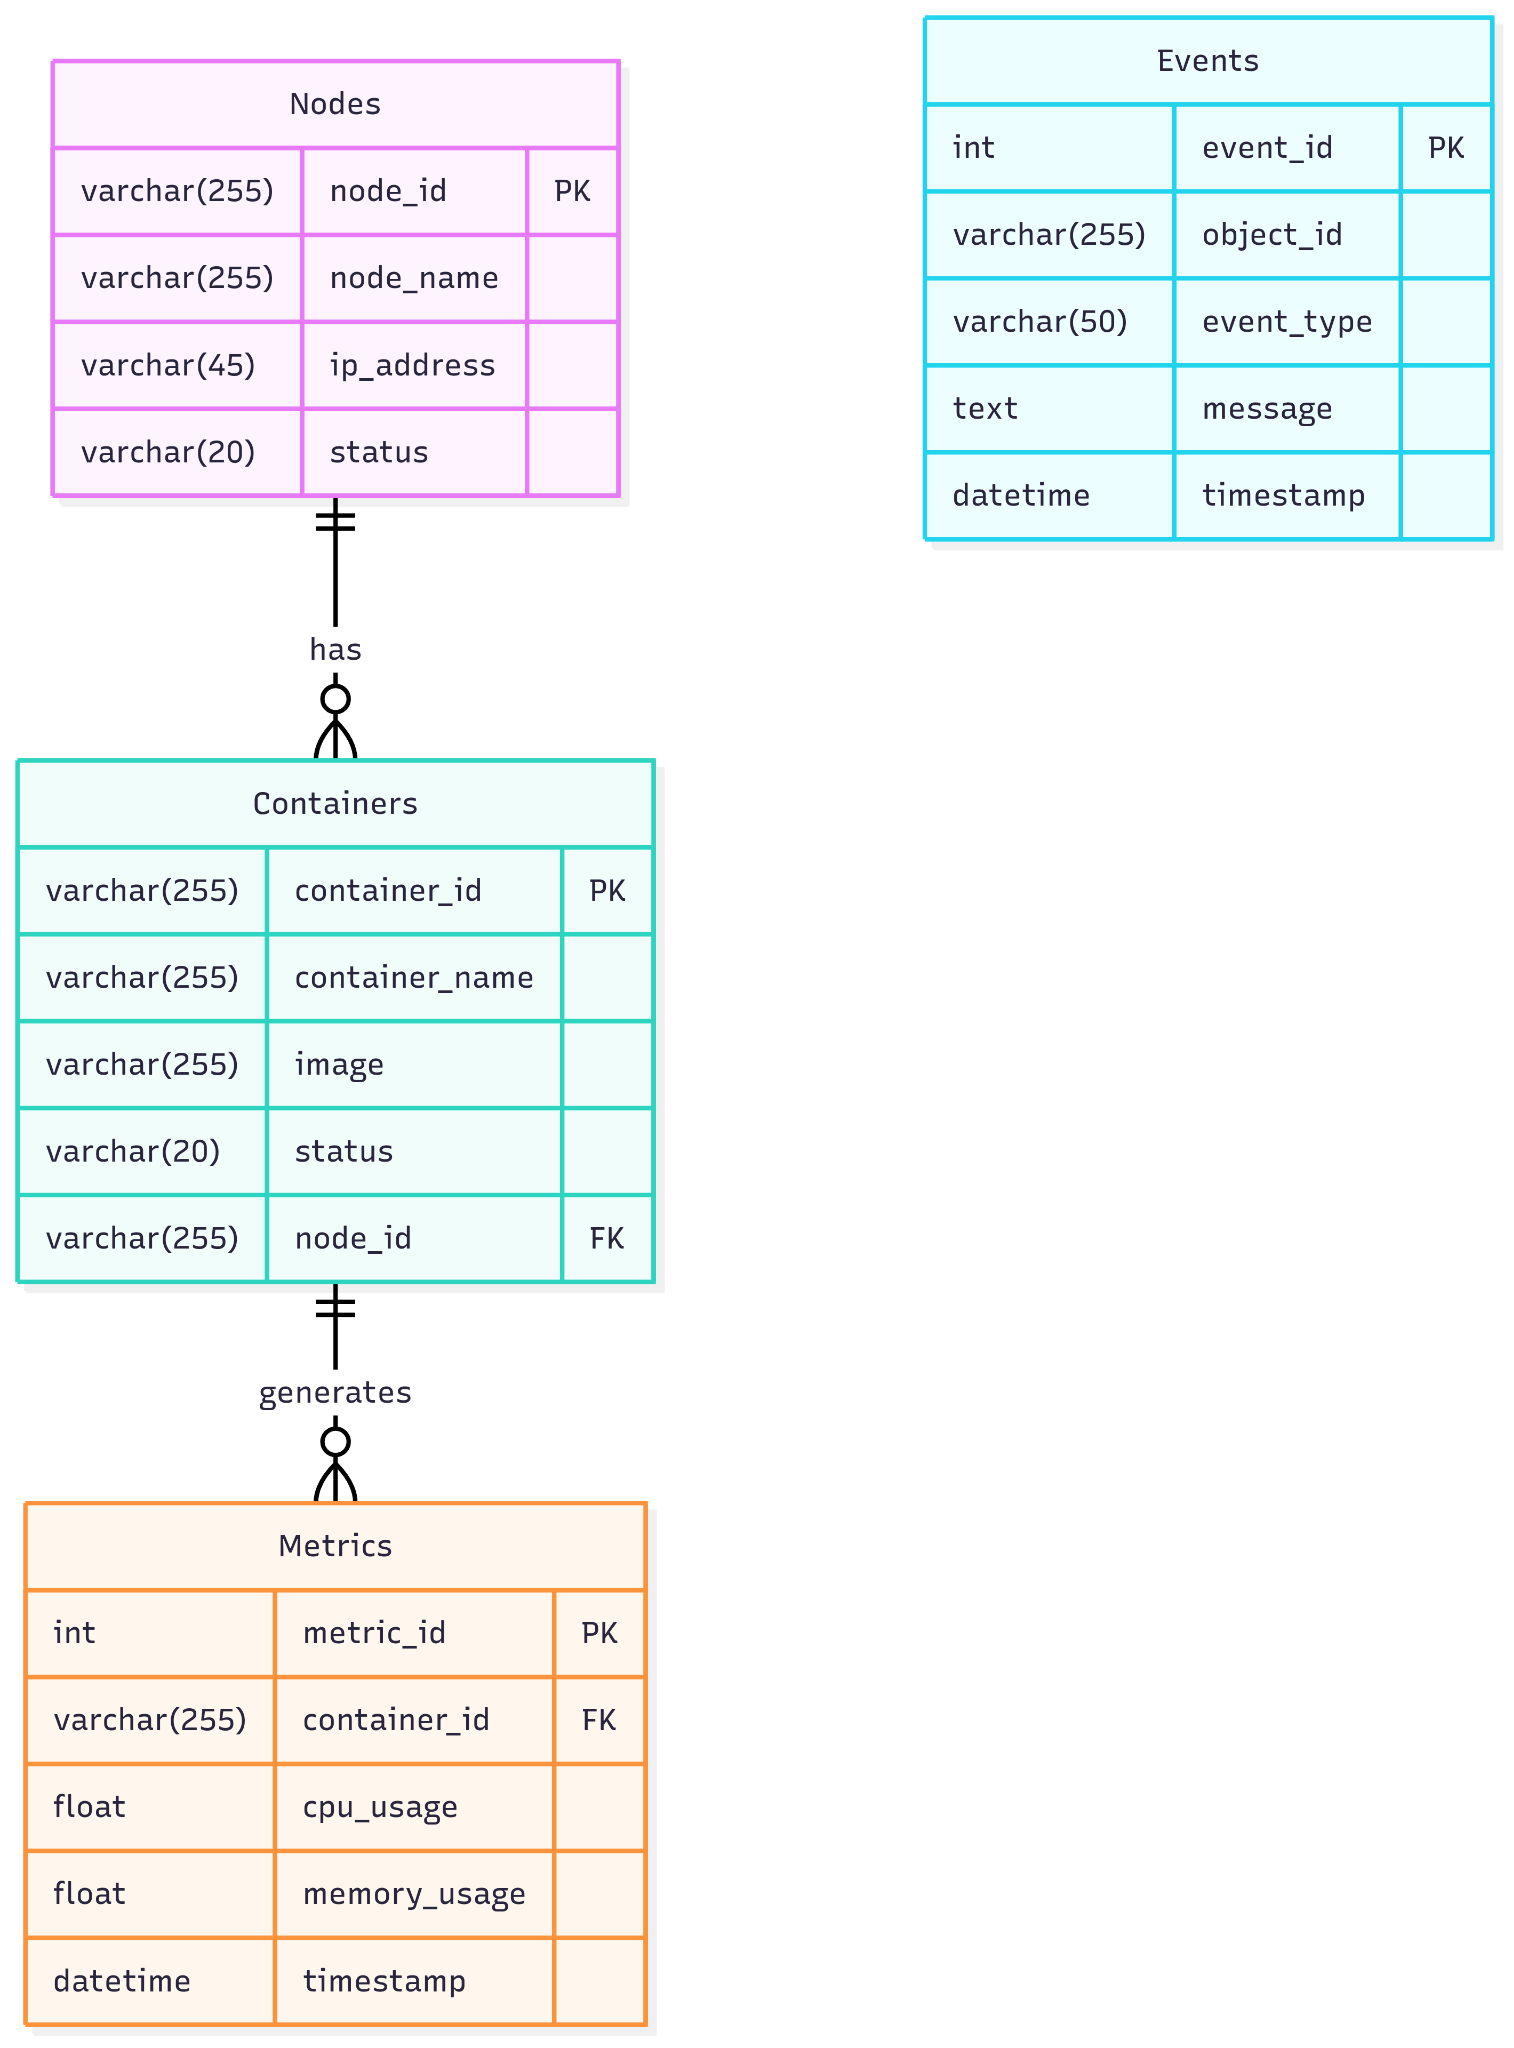 Nodes
varchar(255) node_id PK
varchar(255) node_name
varchar(45) ip_address
varchar(20) status
has
Containers
varchar(255) container_id PK
varchar(255) container_name
varchar(255) image
varchar(20) status
varchar(255) node_id FK
generates
Metrics
int metric_id PK
varchar(255) container_id FK
float cpu_usage
float memory_usage
datetime timestamp
Events
int event_id PK
varchar(255) object_id
varchar(50) event_type
text message
datetime timestamp